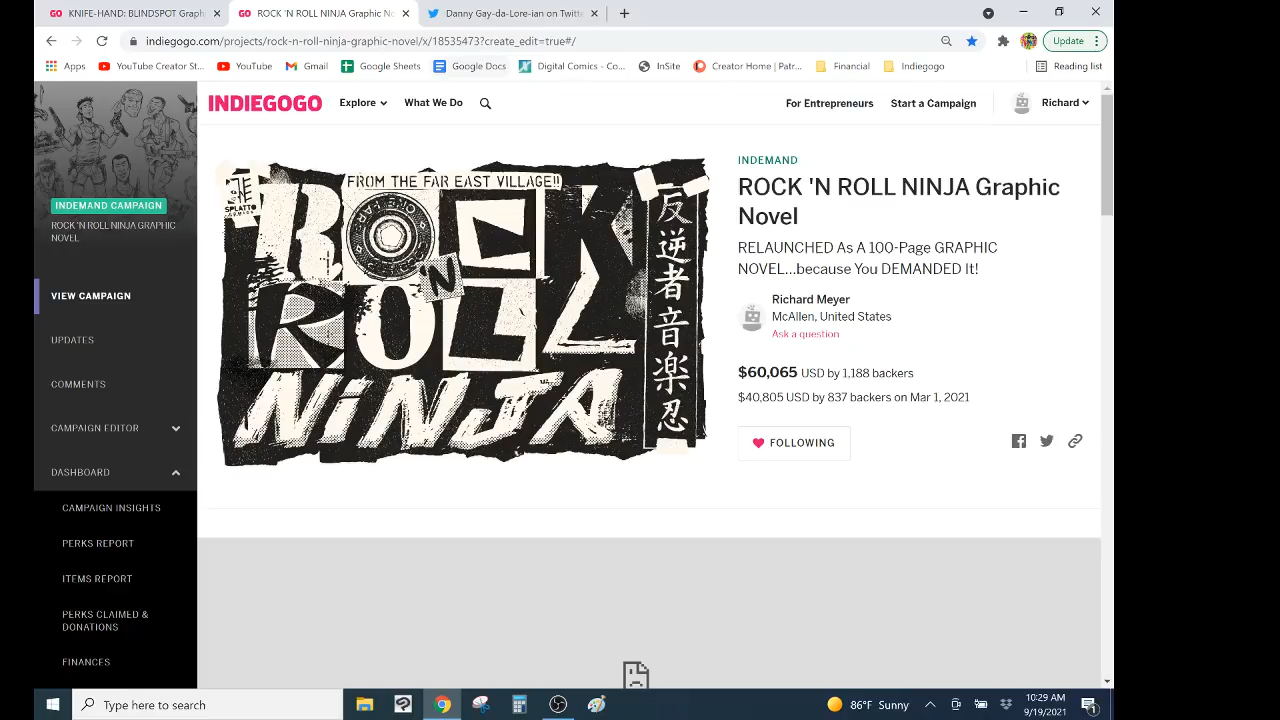 KNIFE-HAND: BLINDSPOT Graph
ROCK 'N ROLL NINJA Graphic No
Danny Gay-da-Lore-ian on Twitte
indiegogo.com/projects/rock-n-roll-ninja-graphic-novel/x/18535473?create_edit=true#/
Update
Apps
YouTube Creator St...
YouTube
Gmail
Google Sheets
Google Docs
Digital Comics - Co...
InSite
Creator Home | Patr...
Financial
Indiegogo
Reading list
INDIEGOGO
Explore
What We Do
For Entrepreneurs
Start a Campaign
Richard
INDEMAND CAMPAIGN
ROCK 'N ROLL NINJA GRAPHIC
NOVEL
VIEW CAMPAIGN
UPDATES
COMMENTS
CAMPAIGN EDITOR
DASHBOARD
CAMPAIGN INSIGHTS
PERKS REPORT
ITEMS REPORT
PERKS CLAIMED &
DONATIONS
FINANCES
FROM THE FAR EAST VILLAGE!!
SPLATTO
ROCK
N
ROLL
NINJA
反逆者音楽忍
INDEMAND
ROCK 'N ROLL NINJA Graphic
Novel
RELAUNCHED As A 100-Page GRAPHIC
NOVEL...because You DEMANDED It!
Richard Meyer
McAllen, United States
Ask a question
$60,065 USD by 1,188 backers
$40,805 USD by 837 backers on Mar 1, 2021
FOLLOWING
Type here to search
86°F Sunny
10:29 AM
9/19/2021
1